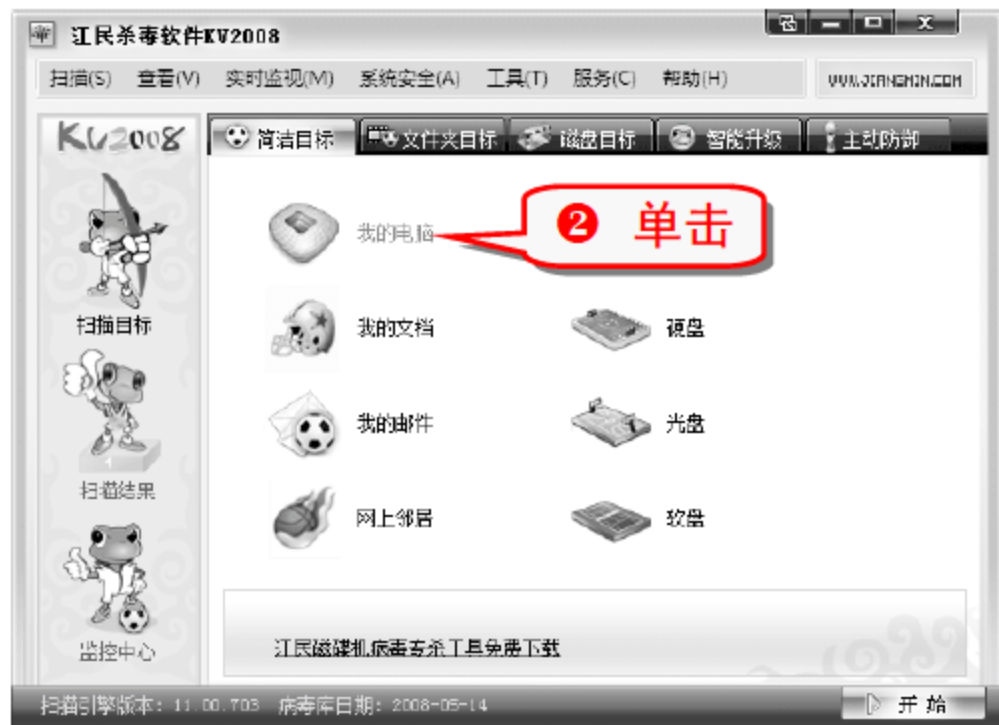 江民杀毒软件KV2008
扫描(S) 查看(V) 实时监视(M) 系统安全(A) 工具(T) 服务(C) 帮助(H) WWW.JIANGMIN.COM
KV2008
简洁目标 文件夹目标 磁盘目标 智能升级 主动防御
我的电脑
❷ 单击
扫描目标
我的文档 硬盘
我的邮件 光盘
扫描结果
1
网上邻居 软盘
监控中心
江民磁碟机病毒专杀工具免费下载
扫描引擎版本: 11.00.703 病毒库日期: 2008-05-14
开始